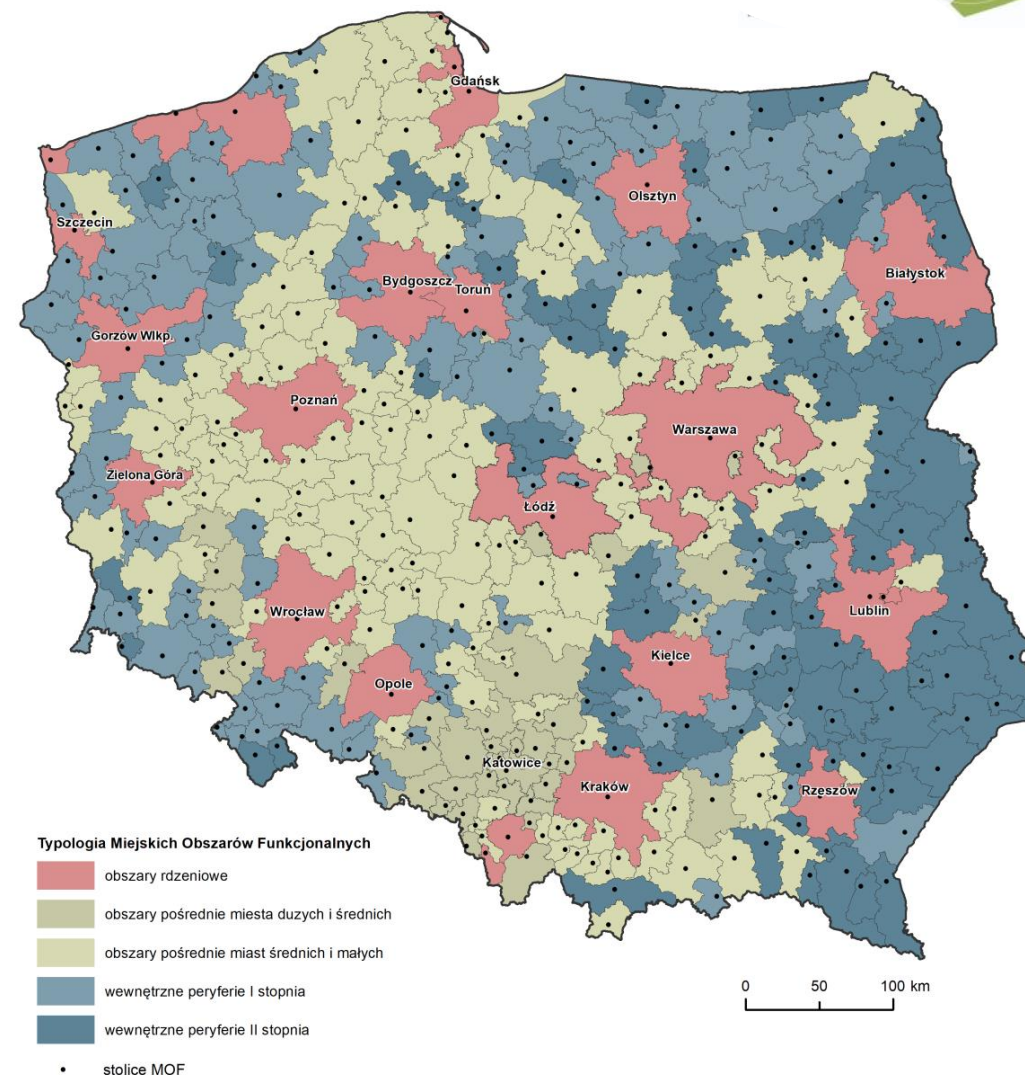 Gdańsk
Olsztyn
Szczecin
Białystok
Bydgoszcz
Toruń
Gorzów Wlkp.
Poznań
Warszawa
Zielona Góra
Łódź
Wrocław
Lublin
Kielce
Opole
Katowice
Kraków
Rzeszów
Typologia Miejskich Obszarów Funkcjonalnych
obszary rdzeniowe
obszary pośrednie miesta duzych i średnich
obszary pośrednie miast średnich i małych
wewnętrzne peryferie I stopnia
wewnętrzne peryferie II stopnia
stolice MOF
0 50 100 km